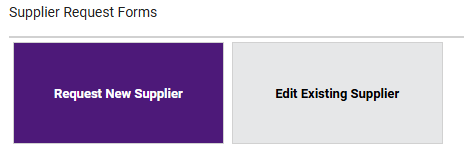 Supplier Request Forms
Request New Supplier
Edit Existing Supplier